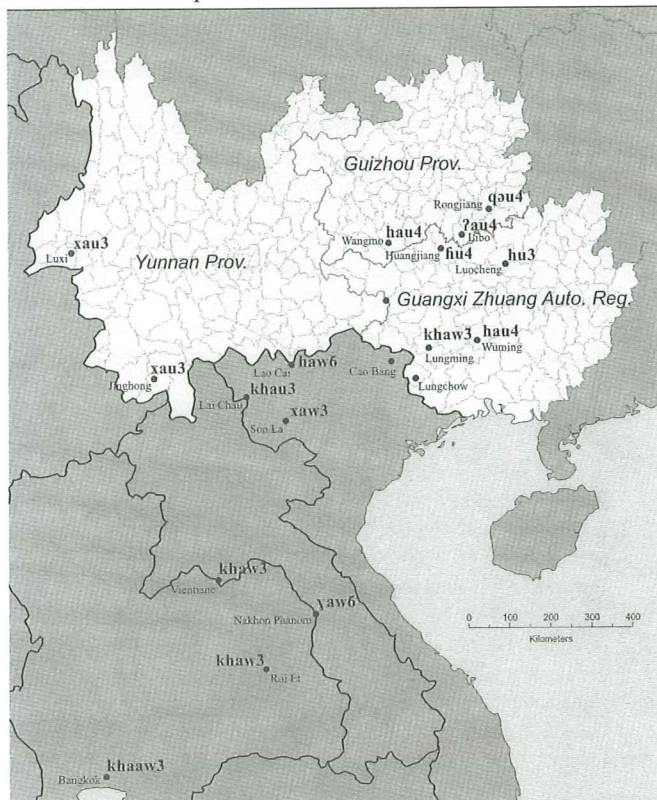 Guizhou Prov.
Rongjiang
qəu4
Wangmo
hau4
ʔau4
Libo
Huangjiang
ɦu4
hu3
Luocheng
xau3
Luxi
Yunnan Prov.
Guangxi Zhuang Auto. Reg.
khaw3
Lungming
hau4
Wuming
xau3
Jinghong
haw6
Lao Cai
Cao Bang
Lungchow
khau3
Lai Chau
xaw3
Son La
khaw3
Vientiane
ɣaw6
Nakhon Phanom
khaw3
Roi Et
khaaw3
Bangkok
0 100 200 300 400
Kilometers